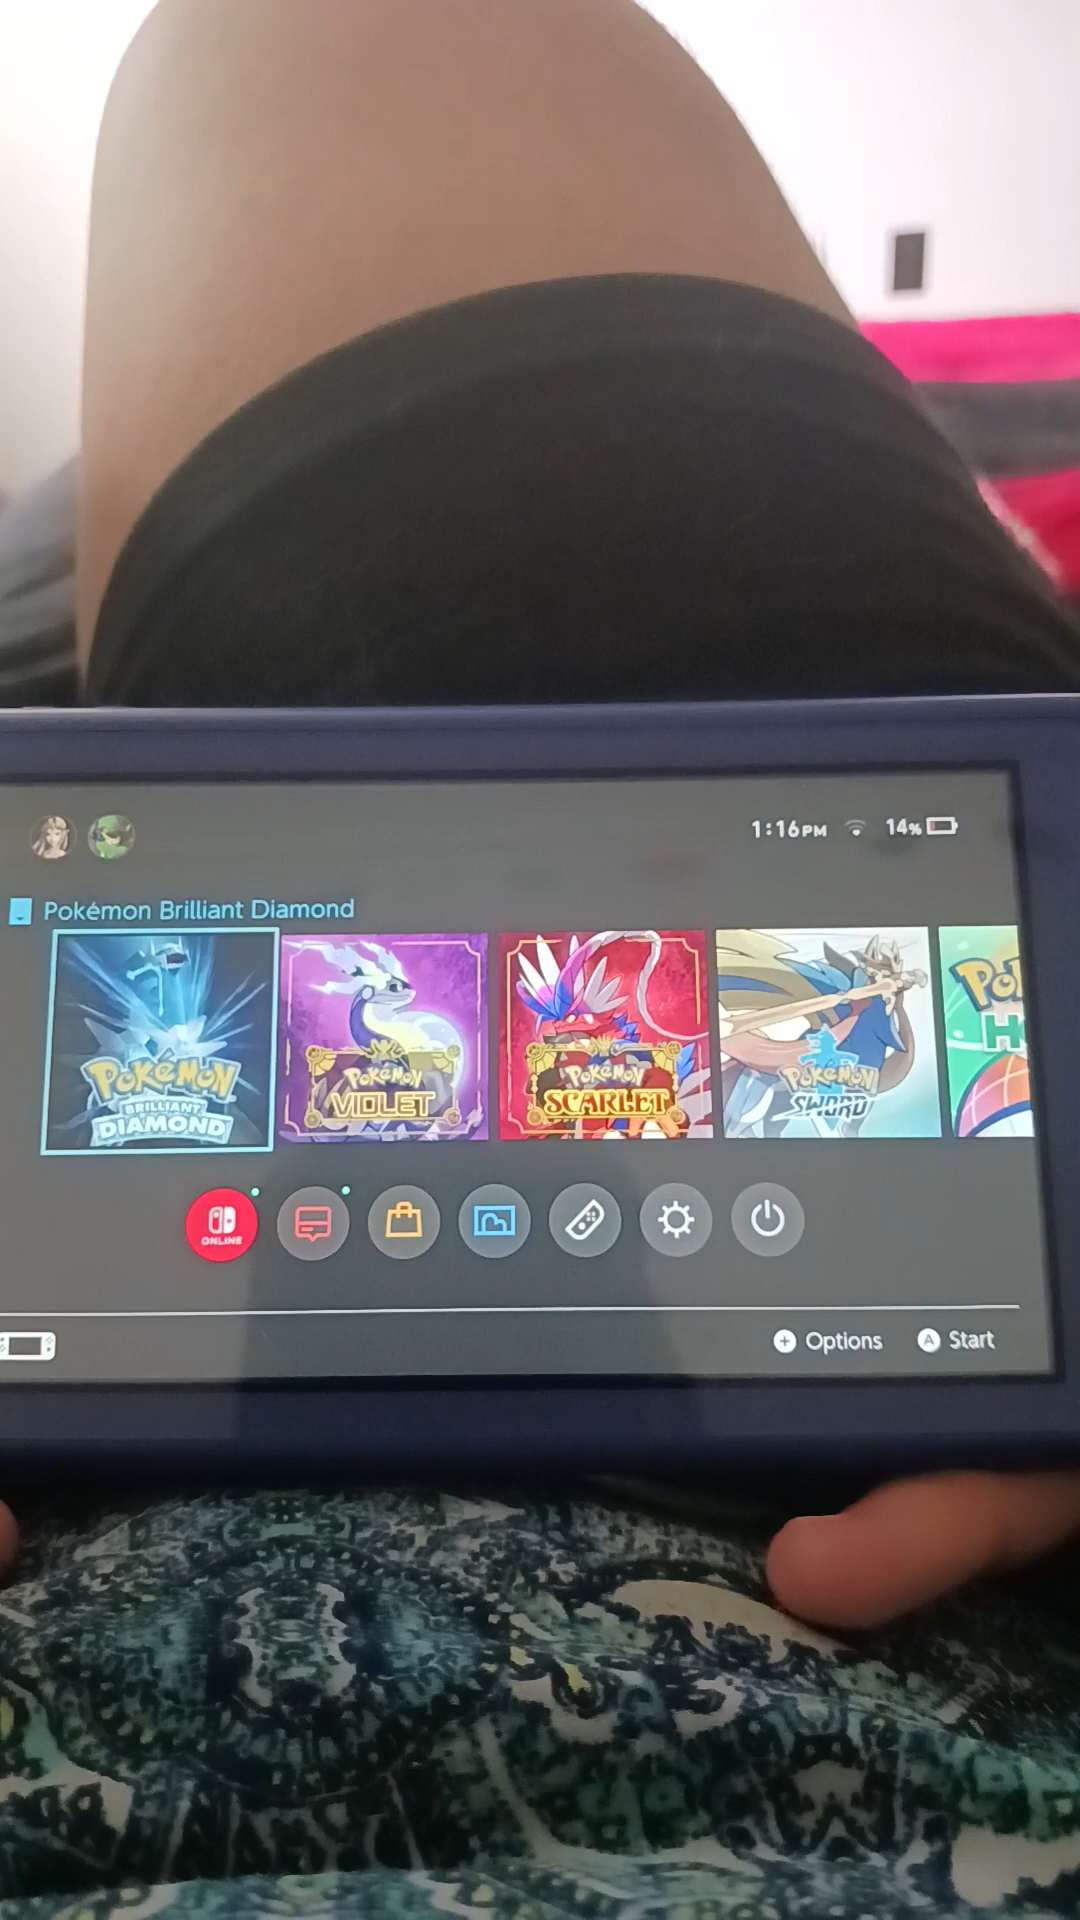 1:16PM 14%
Pokémon Brilliant Diamond
POKÉMON
BRILLIANT
DIAMOND
POKÉMON
VIOLET
POKÉMON
SCARLET
POKÉMON
SWORD
ONLINE
+ Options A Start